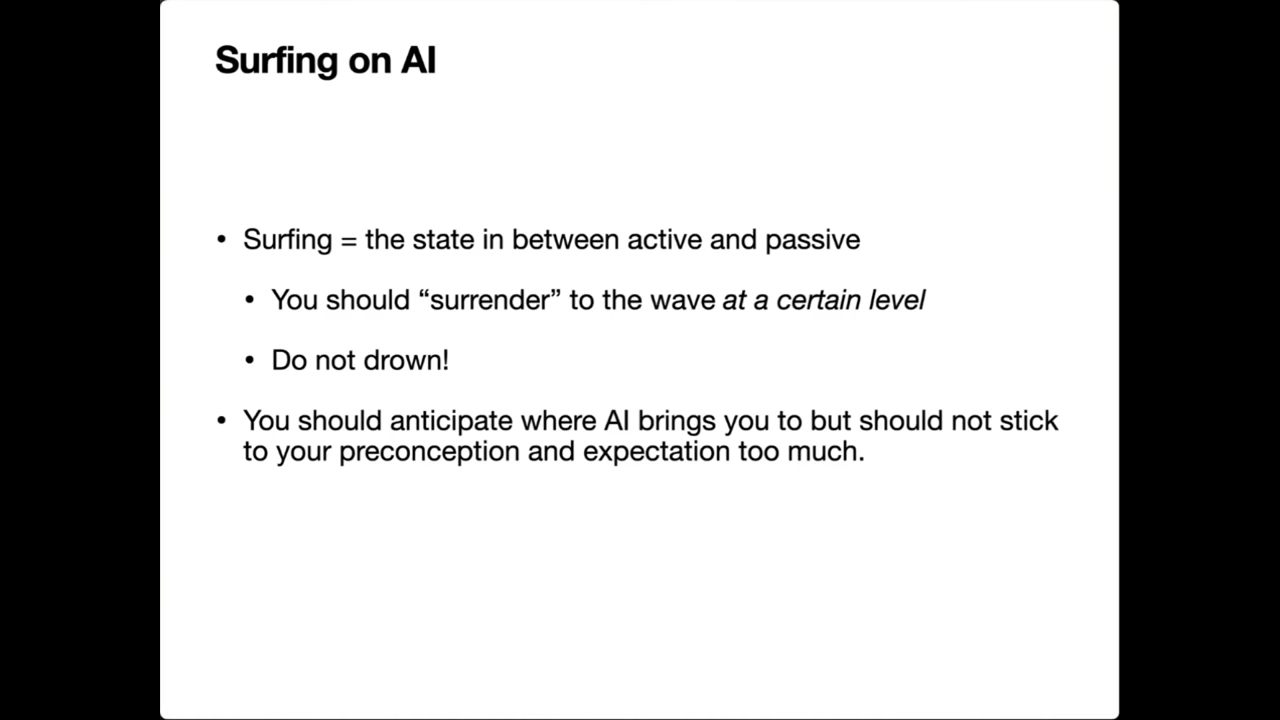 Surfing on AI
• Surfing = the state in between active and passive
• You should “surrender” to the wave at a certain level
• Do not drown!
• You should anticipate where AI brings you to but should not stick
to your preconception and expectation too much.